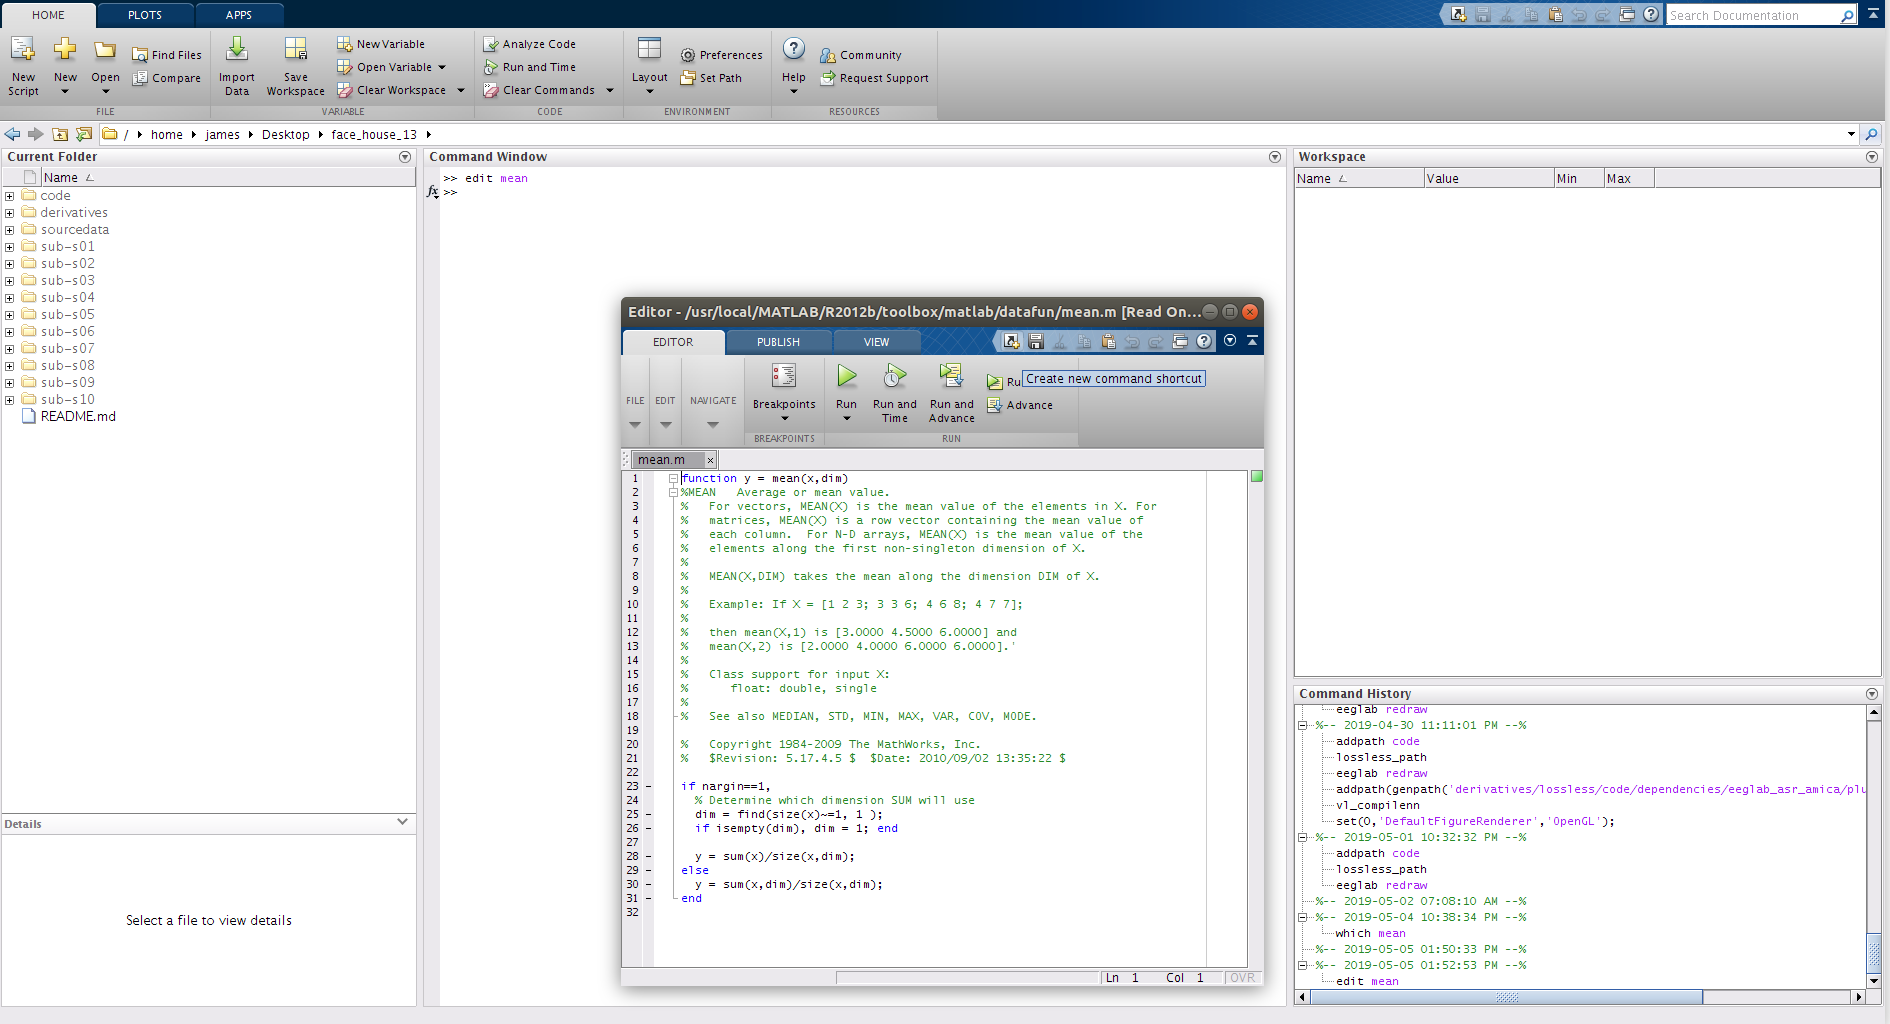 HOME PLOTS APPS
Search Documentation
New Script
New
Open
Find Files
Compare
FILE
Import Data
Save Workspace
New Variable
Open Variable
Clear Workspace
VARIABLE
Analyze Code
Run and Time
Clear Commands
CODE
Layout
Preferences
Set Path
ENVIRONMENT
Help
Community
Request Support
RESOURCES
/ home james Desktop face_house_13
Current Folder
Name
code
derivatives
sourcedata
sub-s01
sub-s02
sub-s03
sub-s04
sub-s05
sub-s06
sub-s07
sub-s08
sub-s09
sub-s10
README.md
Details
Select a file to view details
Command Window
>> edit mean
fx >>
Editor - /usr/local/MATLAB/R2012b/toolbox/matlab/datafun/mean.m [Read On...
EDITOR PUBLISH VIEW
FILE
EDIT
NAVIGATE
Breakpoints
BREAKPOINTS
Run
Run and Time
Run and Advance
Ru
Create new command shortcut
Advance
RUN
mean.m
1 function y = mean(x,dim)
2 %MEAN   Average or mean value.
3 %   For vectors, MEAN(X) is the mean value of the elements in X. For
4 %   matrices, MEAN(X) is a row vector containing the mean value of
5 %   each column.  For N-D arrays, MEAN(X) is the mean value of the
6 %   elements along the first non-singleton dimension of X.
7 %
8 %   MEAN(X,DIM) takes the mean along the dimension DIM of X.
9 %
10 %   Example: If X = [1 2 3; 3 3 6; 4 6 8; 4 7 7];
11 %
12 %   then mean(X,1) is [3.0000 4.5000 6.0000] and
13 %   mean(X,2) is [2.0000 4.0000 6.0000 6.0000].'
14 %
15 %   Class support for input X:
16 %      float: double, single
17 %
18 %   See also MEDIAN, STD, MIN, MAX, VAR, COV, MODE.
19
20 %   Copyright 1984-2009 The MathWorks, Inc.
21 %   $Revision: 5.17.4.5 $  $Date: 2010/09/02 13:35:22 $
22
23 - if nargin==1,
24   % Determine which dimension SUM will use
25 -   dim = find(size(x)~=1, 1 );
26 -   if isempty(dim), dim = 1; end
27
28 -   y = sum(x)/size(x,dim);
29 - else
30 -   y = sum(x,dim)/size(x,dim);
31 - end
32
Ln 1 Col 1 OVR
Workspace
Name Value Min Max
Command History
eeglab redraw
%-- 2019-04-30 11:11:01 PM --%
addpath code
lossless_path
eeglab redraw
addpath(genpath('derivatives/lossless/code/dependencies/eeglab_asr_amica/plu
vl_compilenn
set(0,'DefaultFigureRenderer','OpenGL');
%-- 2019-05-01 10:32:32 PM --%
addpath code
lossless_path
eeglab redraw
%-- 2019-05-02 07:08:10 AM --%
%-- 2019-05-04 10:38:34 PM --%
which mean
%-- 2019-05-05 01:50:33 PM --%
%-- 2019-05-05 01:52:53 PM --%
edit mean